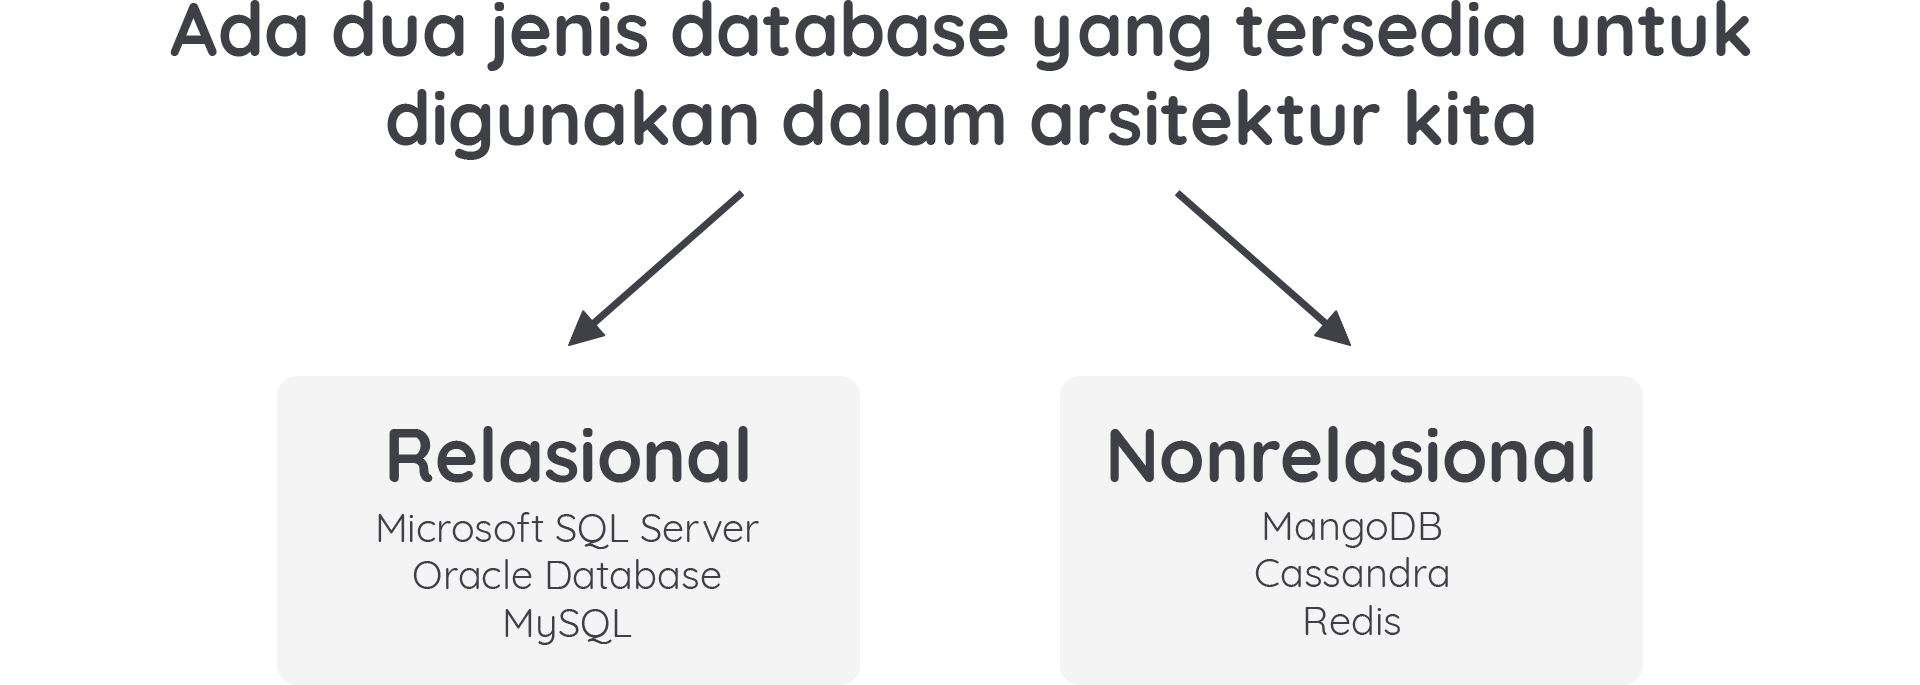 Ada dua jenis database yang tersedia untuk
digunakan dalam arsitektur kita
Relasional
Microsoft SQL Server
Oracle Database
MySQL
Nonrelasional
MangoDB
Cassandra
Redis